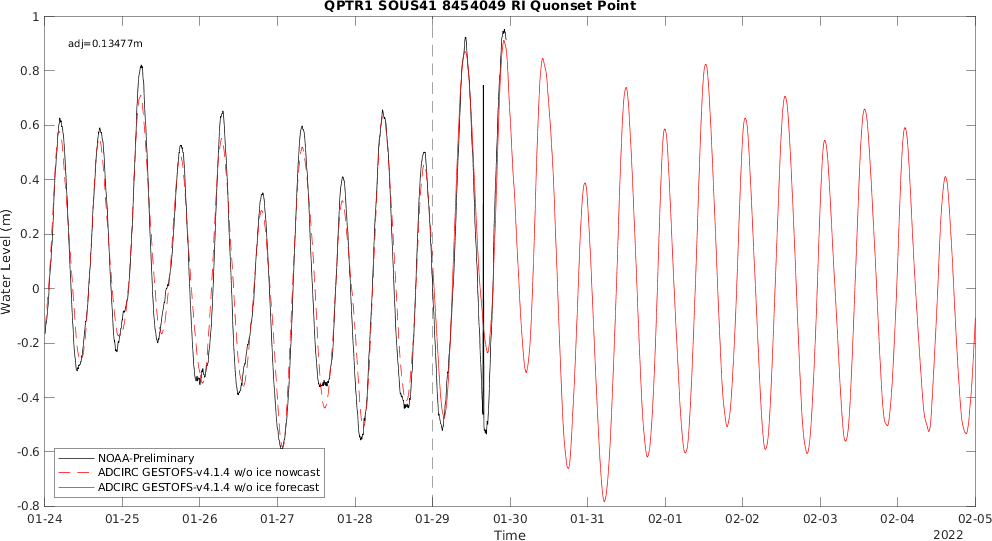 QPTR1 SOUS41 8454049 RI Quonset Point
adj=0.13477m
Water Level (m)
1
0.8
0.6
0.4
0.2
0
-0.2
-0.4
-0.6
-0.8
NOAA-Preliminary
ADCIRC GESTOFS-v4.1.4 w/o ice nowcast
ADCIRC GESTOFS-v4.1.4 w/o ice forecast
01-24 01-25 01-26 01-27 01-28 01-29 01-30 01-31 02-01 02-02 02-03 02-04 02-05
Time
2022